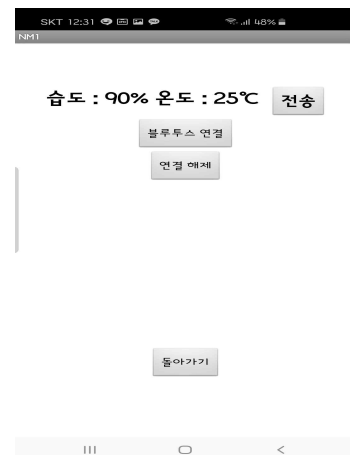 SKT 12:31 48%
NM1
습도 : 90% 온도 : 25℃ 전송
블루투스 연결
연결 해제
돌아가기